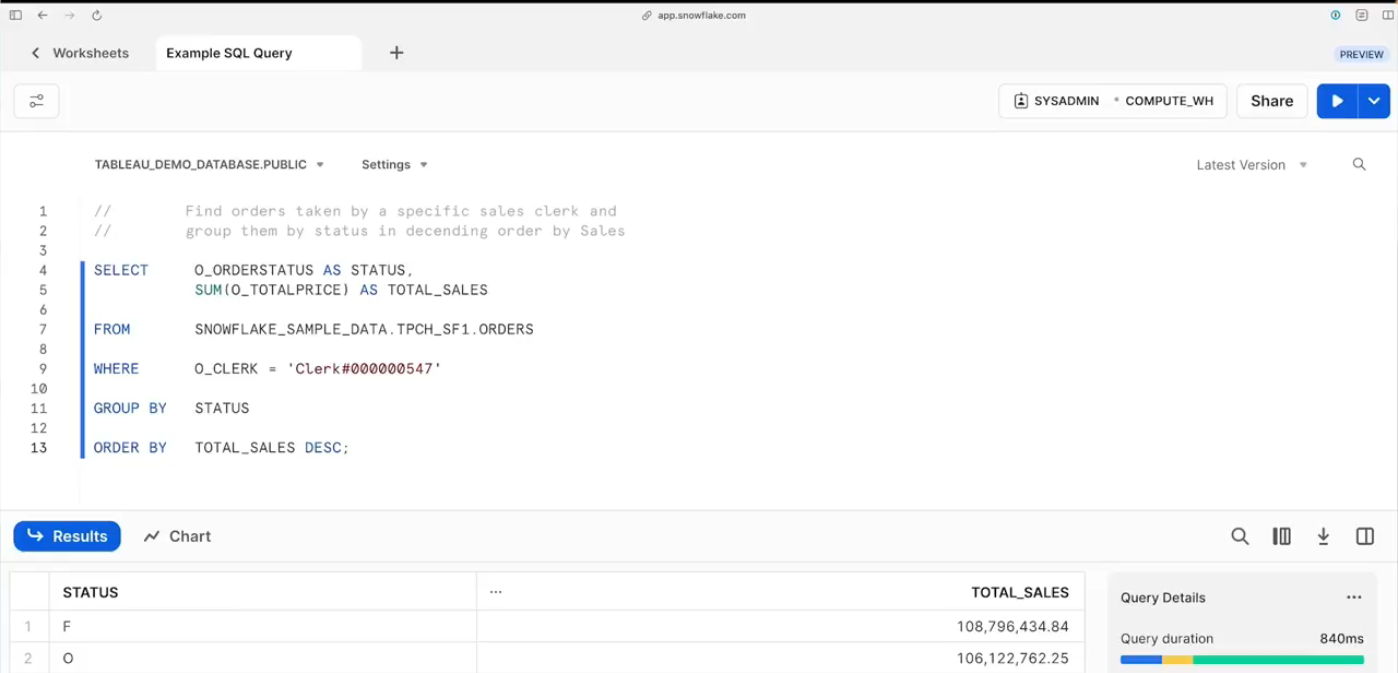 app.snowflake.com
Worksheets
Example SQL Query
PREVIEW
SYSADMIN COMPUTE_WH
Share
TABLEAU_DEMO_DATABASE.PUBLIC
Settings
Latest Version
1 // Find orders taken by a specific sales clerk and
2 // group them by status in decending order by Sales
3
4 SELECT O_ORDERSTATUS AS STATUS,
5 SUM(O_TOTALPRICE) AS TOTAL_SALES
6
7 FROM SNOWFLAKE_SAMPLE_DATA.TPCH_SF1.ORDERS
8
9 WHERE O_CLERK = 'Clerk#000000547'
10
11 GROUP BY STATUS
12
13 ORDER BY TOTAL_SALES DESC;
Results
Chart
STATUS ... TOTAL_SALES
1 F 108,796,434.84
2 O 106,122,762.25
Query Details ...
Query duration 840ms